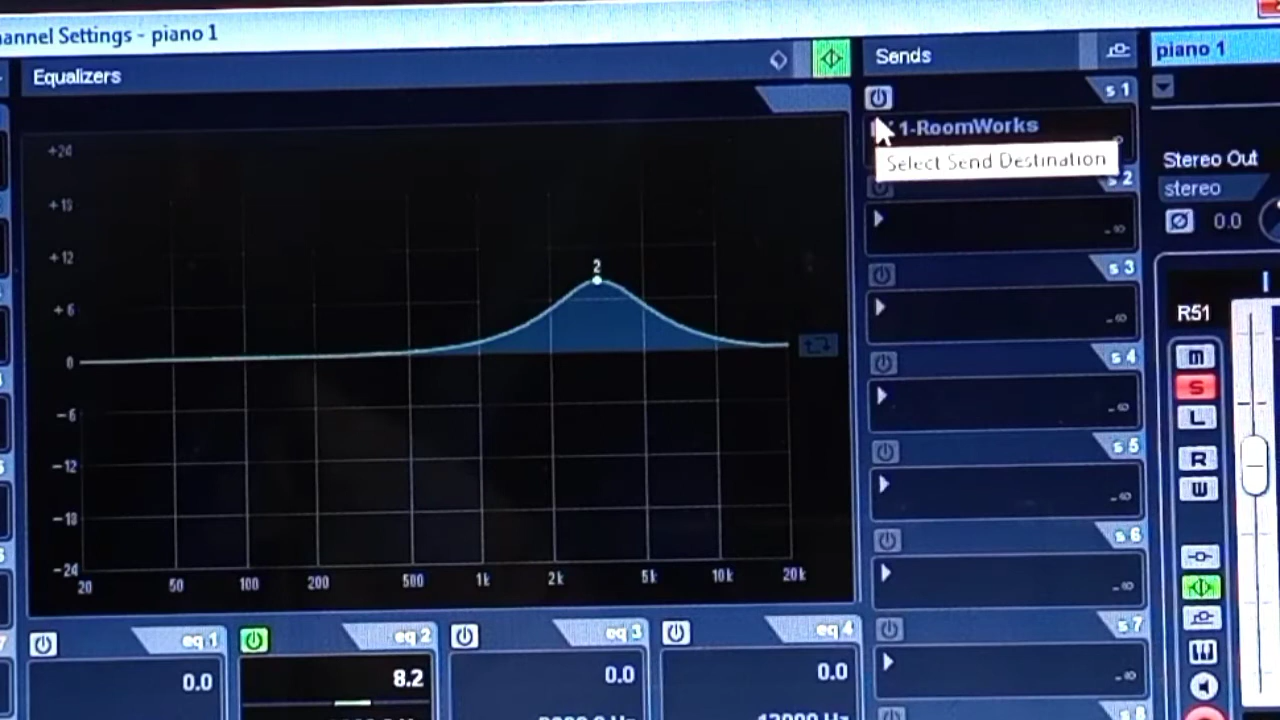 annel Settings - piano 1
Equalizers
Sends
piano 1
s 1
1-RoomWorks
Select Send Destination
s 2
-∞
s 3
-∞
s 4
-∞
s 5
-∞
s 6
-∞
s 7
-∞
s 8
Stereo Out
stereo
0.0
R51
m
S
L
R
W
+24
+18
+12
+6
0
-6
-12
-18
-24
2
20 50 100 200 500 1k 2k 5k 10k 20k
eq 1 eq 2 eq 3 eq 4
0.0 8.2 0.0 0.0